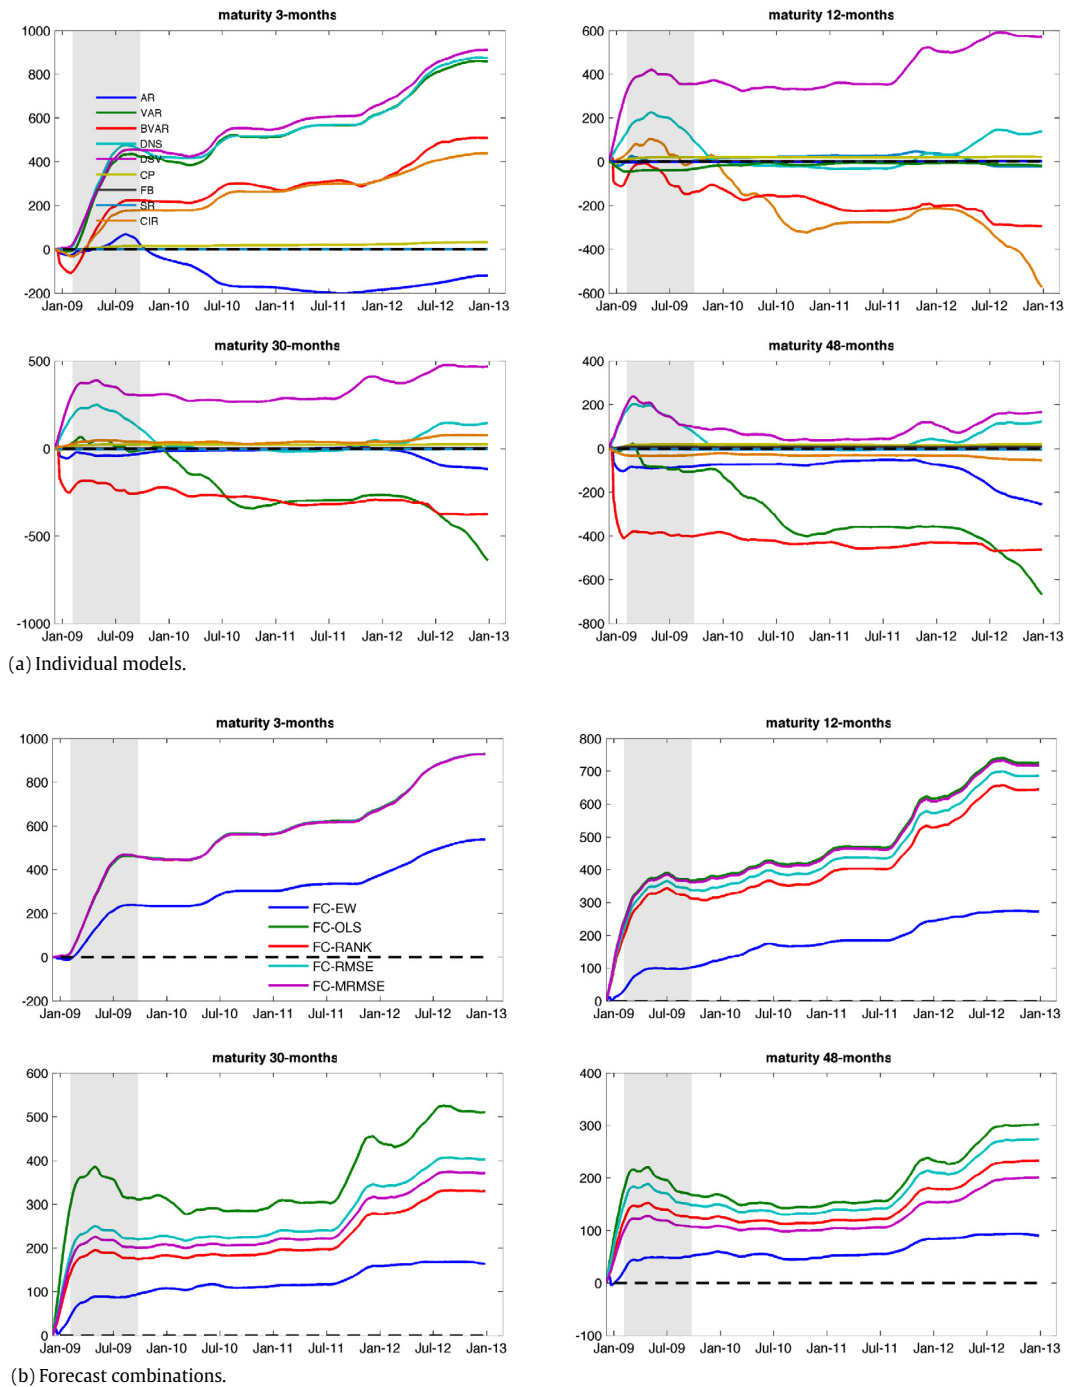 maturity 3-months
1000
800
600
400
200
0
-200
AR
VAR
BVAR
DNS
DSV
CP
FB
SR
CIR
Jan-09 Jul-09 Jan-10 Jul-10 Jan-11 Jul-11 Jan-12 Jul-12 Jan-13
maturity 12-months
600
400
200
0
-200
-400
-600
Jan-09 Jul-09 Jan-10 Jul-10 Jan-11 Jul-11 Jan-12 Jul-12 Jan-13
maturity 30-months
500
0
-500
-1000
Jan-09 Jul-09 Jan-10 Jul-10 Jan-11 Jul-11 Jan-12 Jul-12 Jan-13
maturity 48-months
400
200
0
-200
-400
-600
-800
Jan-09 Jul-09 Jan-10 Jul-10 Jan-11 Jul-11 Jan-12 Jul-12 Jan-13
(a) Individual models.
maturity 3-months
1000
800
600
400
200
0
-200
FC-EW
FC-OLS
FC-RANK
FC-RMSE
FC-MRMSE
Jan-09 Jul-09 Jan-10 Jul-10 Jan-11 Jul-11 Jan-12 Jul-12 Jan-13
maturity 12-months
800
700
600
500
400
300
200
100
0
Jan-09 Jul-09 Jan-10 Jul-10 Jan-11 Jul-11 Jan-12 Jul-12 Jan-13
maturity 30-months
600
500
400
300
200
100
0
Jan-09 Jul-09 Jan-10 Jul-10 Jan-11 Jul-11 Jan-12 Jul-12 Jan-13
maturity 48-months
400
300
200
100
0
-100
Jan-09 Jul-09 Jan-10 Jul-10 Jan-11 Jul-11 Jan-12 Jul-12 Jan-13
(b) Forecast combinations.